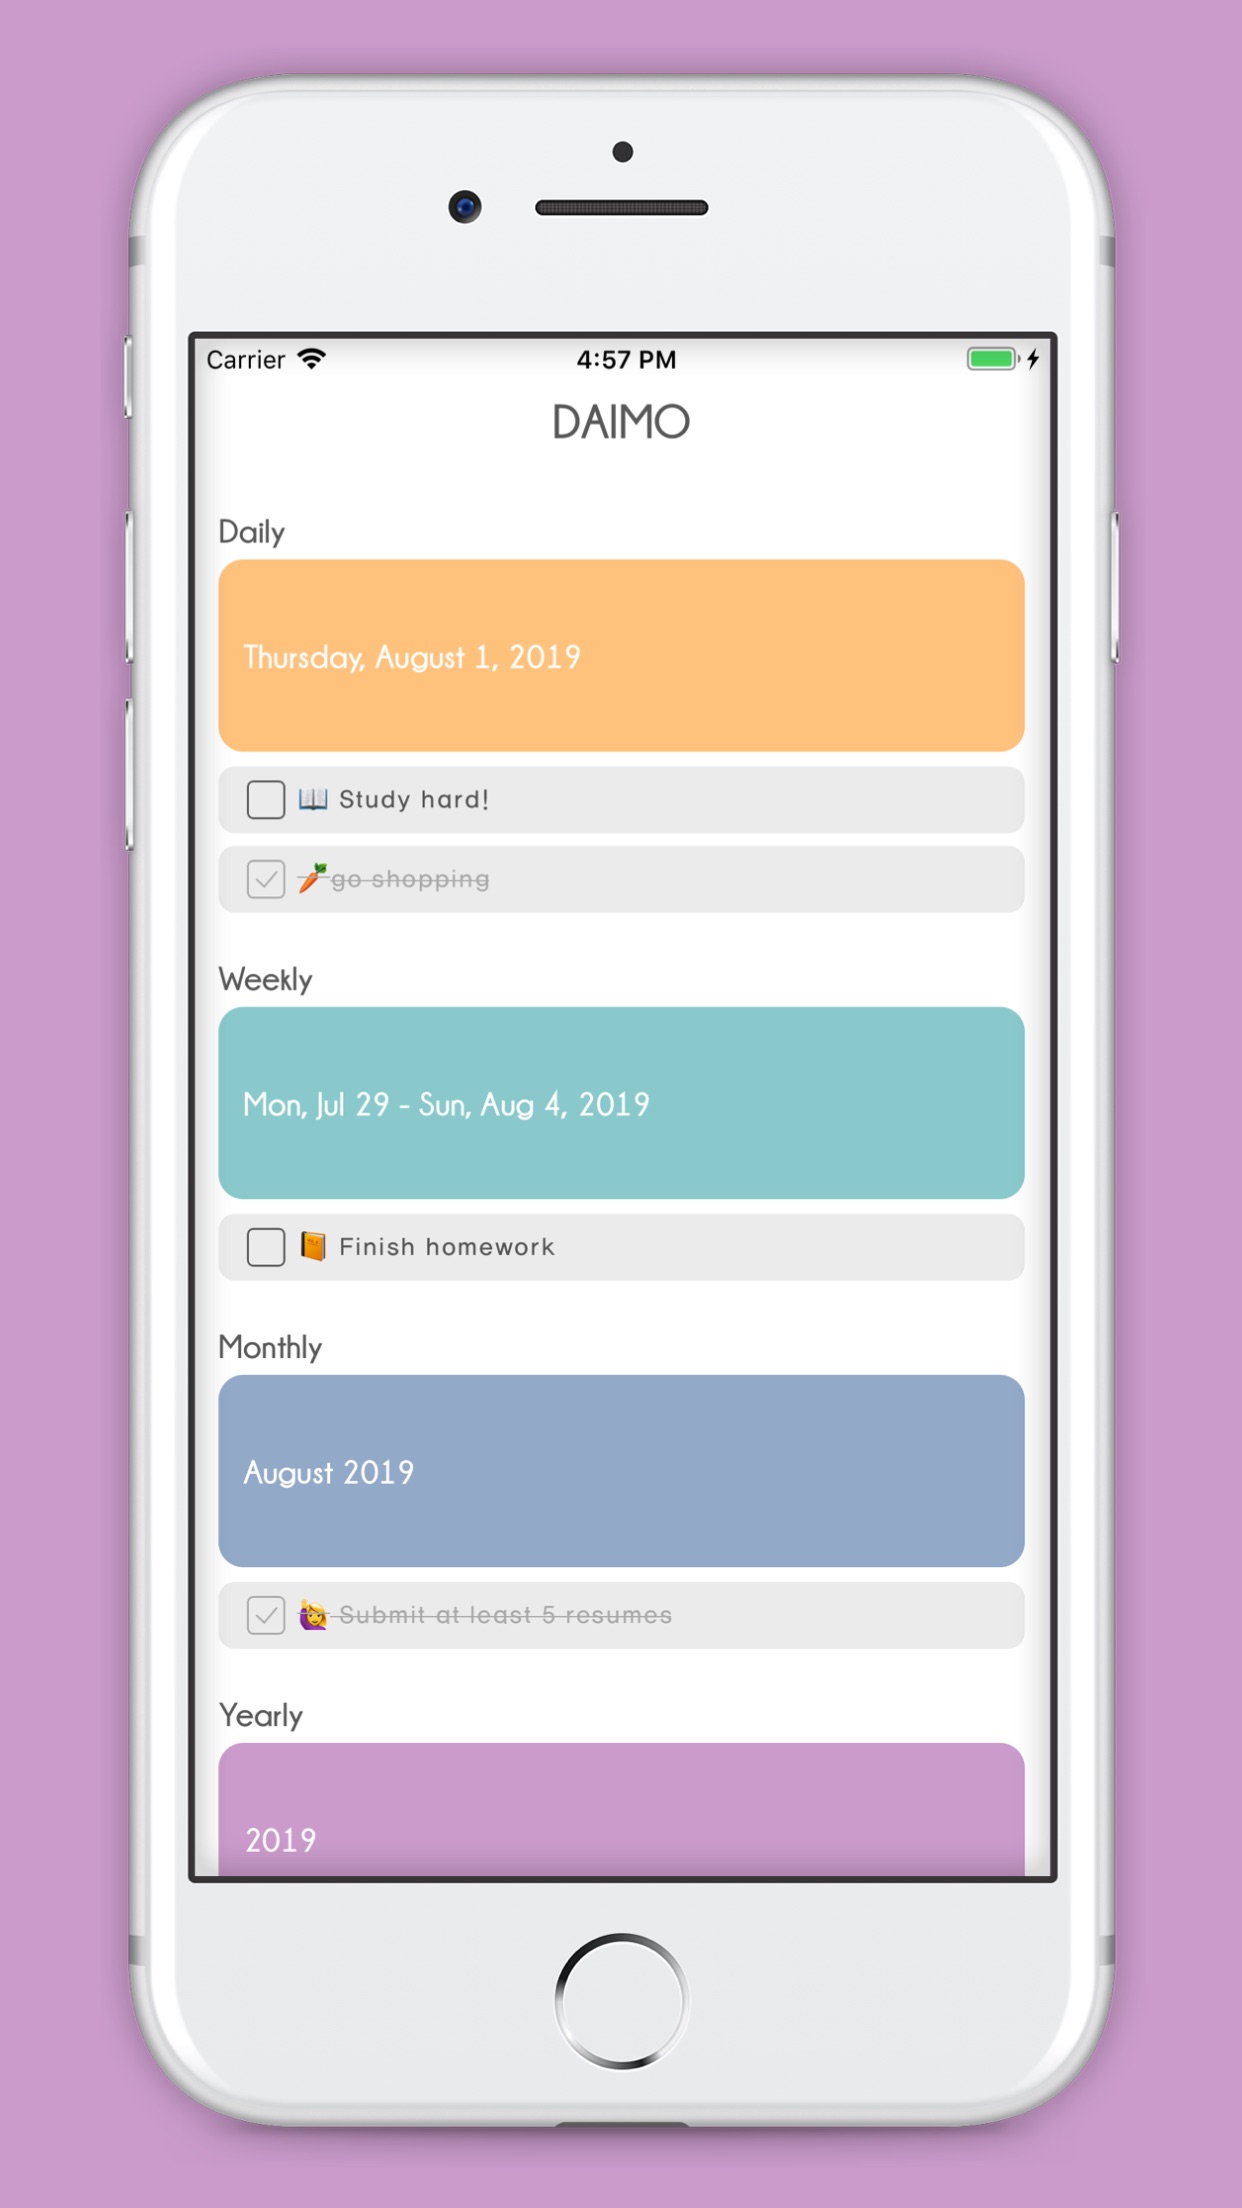 Carrier 4:57 PM
DAIMO
Daily
Thursday, August 1, 2019
📖 Study hard!
🥕go shopping
Weekly
Mon, Jul 29 - Sun, Aug 4, 2019
📙 Finish homework
Monthly
August 2019
🙋‍♀️ Submit at least 5 resumes
Yearly
2019